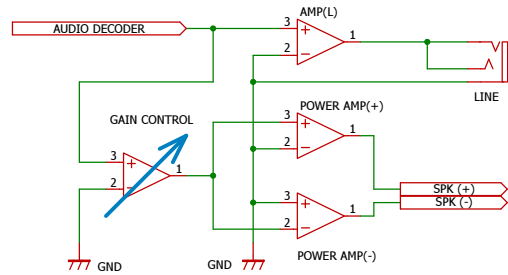 AMP(L)
AUDIO DECODER
3
1
2
LINE
GAIN CONTROL
POWER AMP(+)
3
1
2
3
1
2
SPK (+)
SPK (-)
3
1
2
POWER AMP(-)
GND
GND